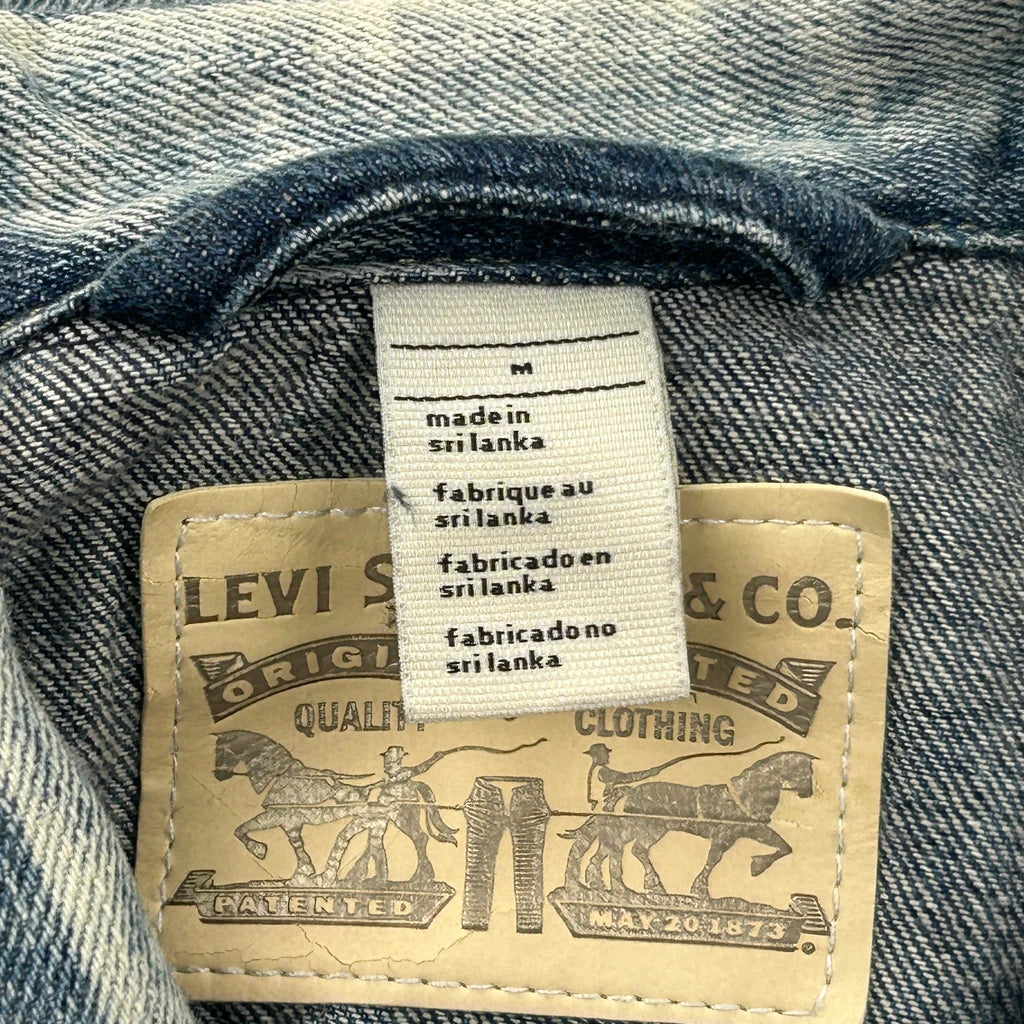 M
made in
sri lanka
fabrique au
sri lanka
fabricado en
sri lanka
fabricado no
sri lanka
LEVI S & CO.
ORIGI TED
QUALITY CLOTHING
PATENTED MAY 20 1873